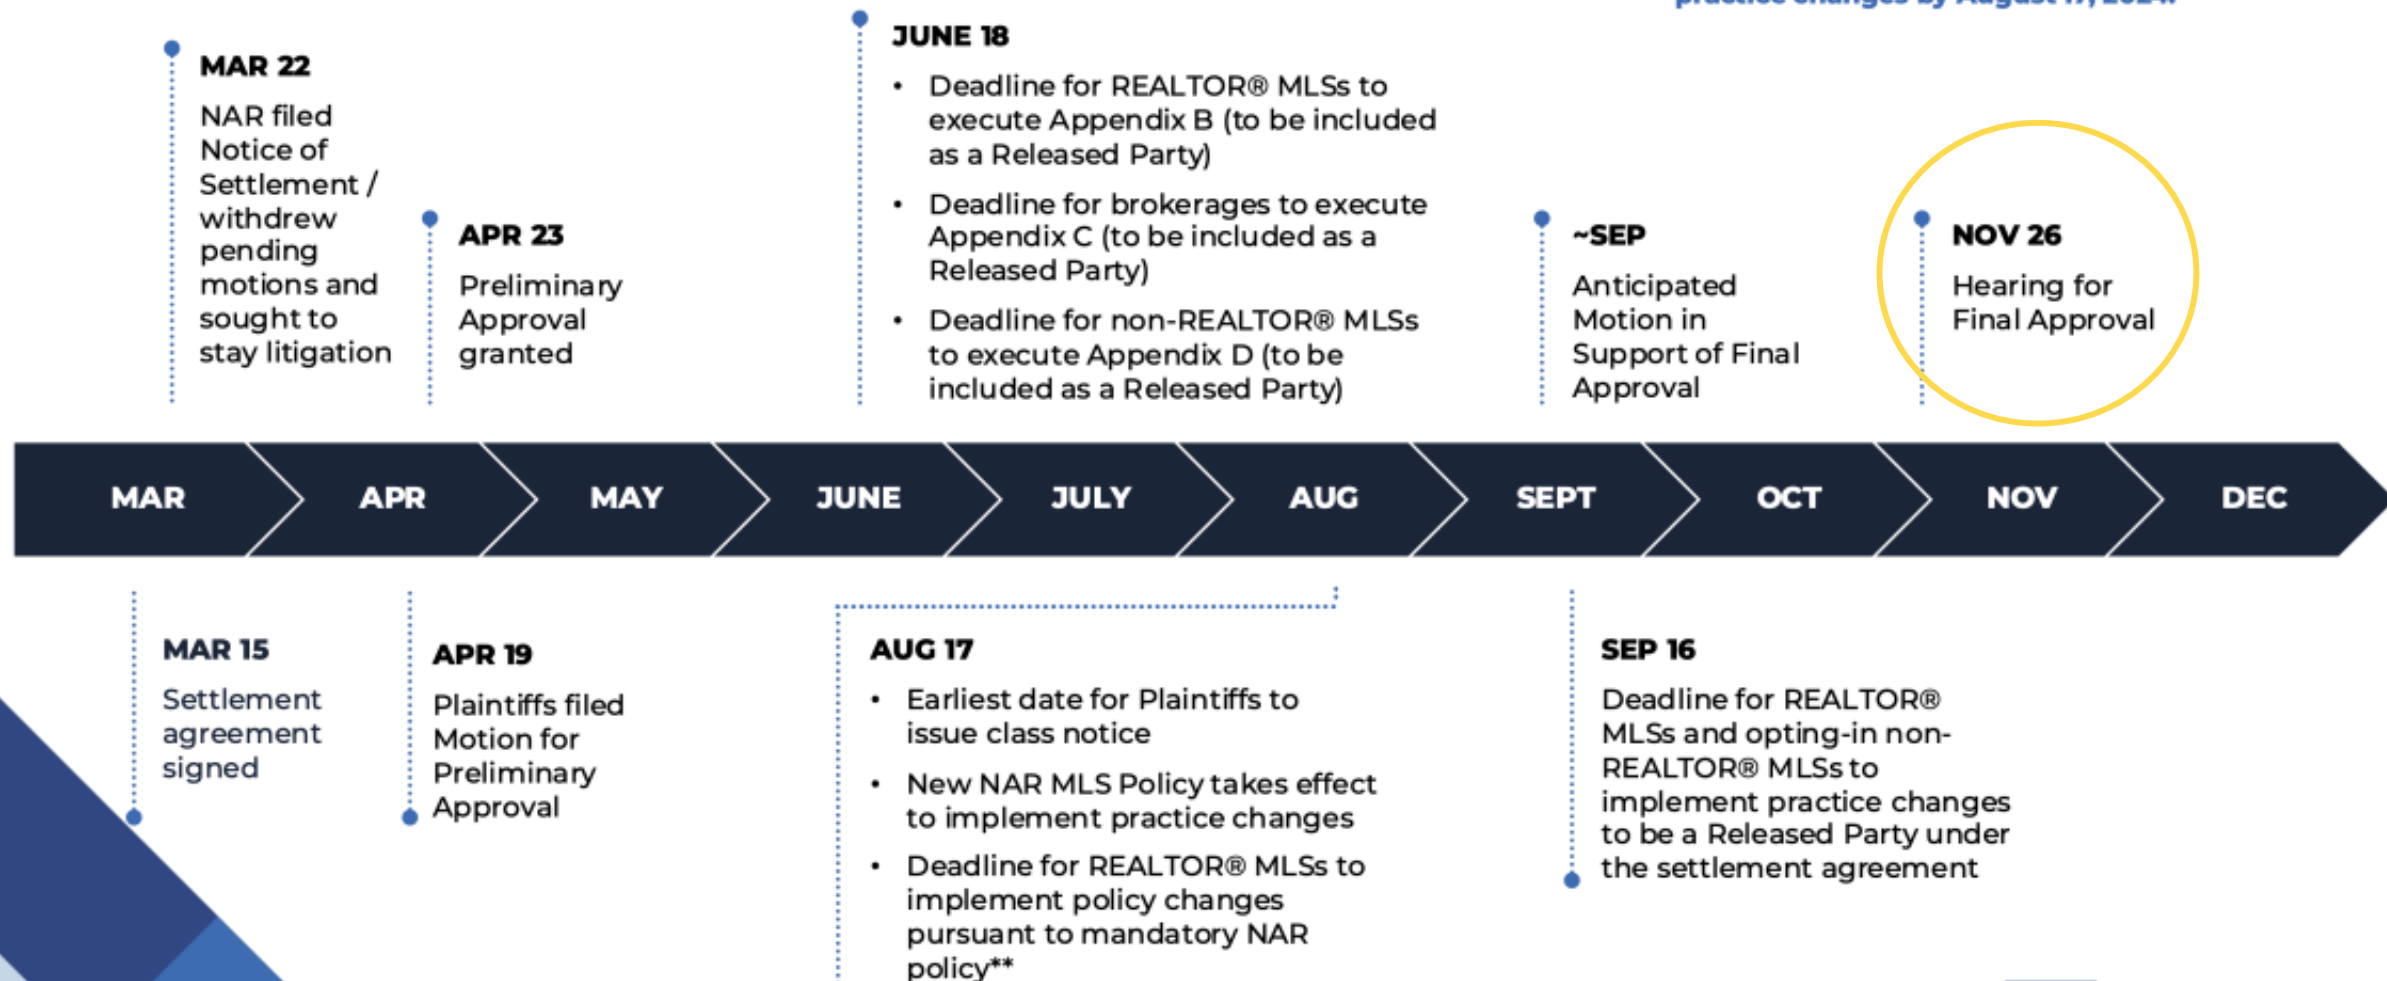 practice changes by August 17, 2024.
MAR 22
NAR filed
Notice of
Settlement /
withdrew
pending
motions and
sought to
stay litigation
APR 23
Preliminary
Approval
granted
JUNE 18
• Deadline for REALTOR® MLSs to
execute Appendix B (to be included
as a Released Party)
• Deadline for brokerages to execute
Appendix C (to be included as a
Released Party)
• Deadline for non-REALTOR® MLSs
to execute Appendix D (to be
included as a Released Party)
~SEP
Anticipated
Motion in
Support of Final
Approval
NOV 26
Hearing for
Final Approval
MAR APR MAY JUNE JULY AUG SEPT OCT NOV DEC
MAR 15
Settlement
agreement
signed
APR 19
Plaintiffs filed
Motion for
Preliminary
Approval
AUG 17
• Earliest date for Plaintiffs to
issue class notice
• New NAR MLS Policy takes effect
to implement practice changes
• Deadline for REALTOR® MLSs to
implement policy changes
pursuant to mandatory NAR
policy**
SEP 16
Deadline for REALTOR®
MLSs and opting-in non-
REALTOR® MLSs to
implement practice changes
to be a Released Party under
the settlement agreement